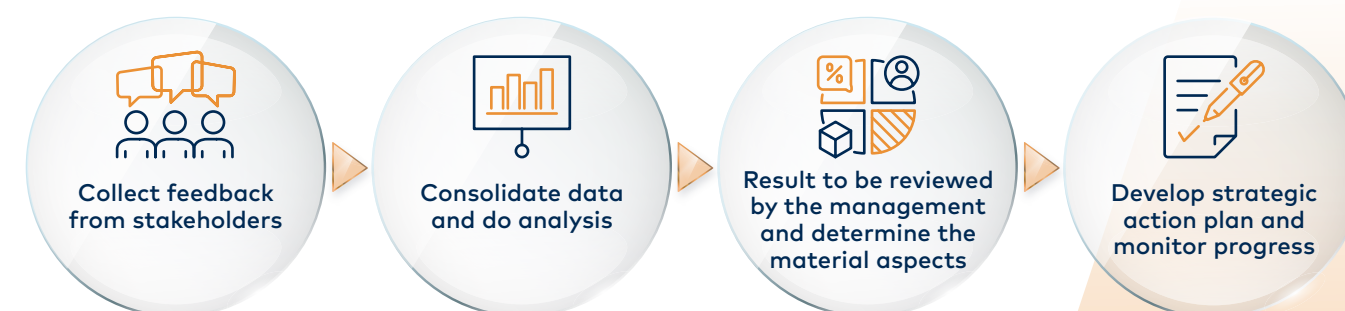 Collect feedback
from stakeholders
Consolidate data
and do analysis
Result to be reviewed
by the management
and determine the
material aspects
Develop strategic
action plan and
monitor progress
%